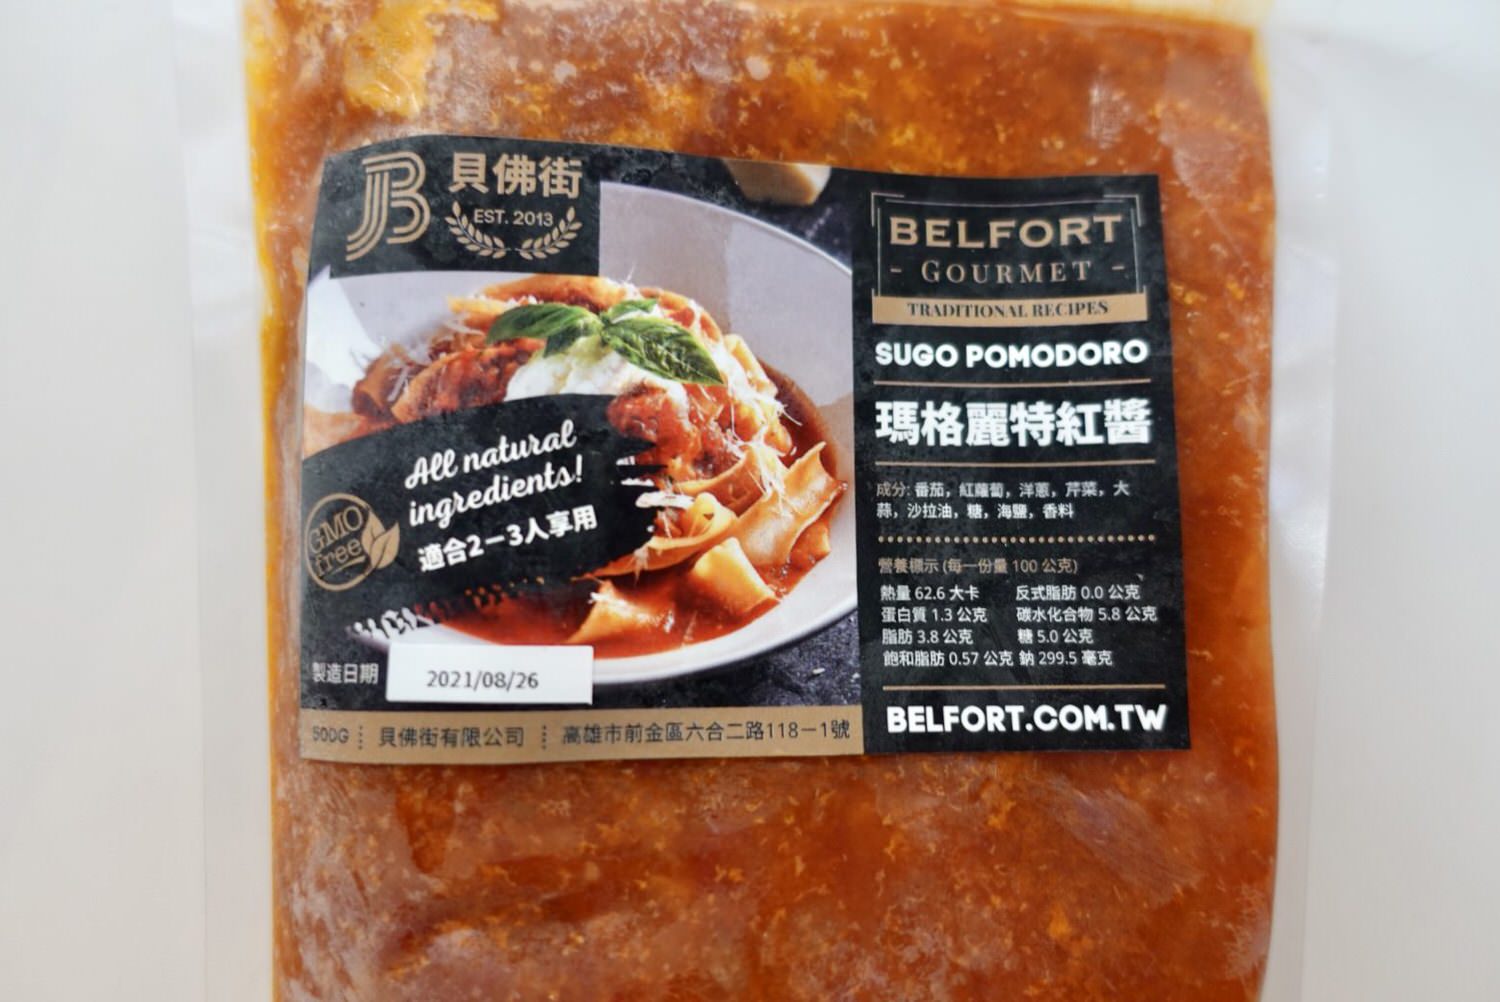 貝佛街
EST. 2013
All natural
ingredients!
適合2－3人享用
GMO
free
製造日期
2021/08/26
500G
貝佛街有限公司
高雄市前金區六合二路118－1號
BELFORT
- GOURMET -
TRADITIONAL RECIPES
SUGO POMODORO
瑪格麗特紅醬
成分: 番茄，紅蘿蔔，洋蔥，芹菜，大
蒜，沙拉油，糖，海鹽，香料
營養標示 (每一份量 100 公克)
熱量 62.6 大卡 反式脂肪 0.0 公克
蛋白質 1.3 公克 碳水化合物 5.8 公克
脂肪 3.8 公克 糖 5.0 公克
飽和脂肪 0.57 公克 鈉 299.5 毫克
BELFORT.COM.TW